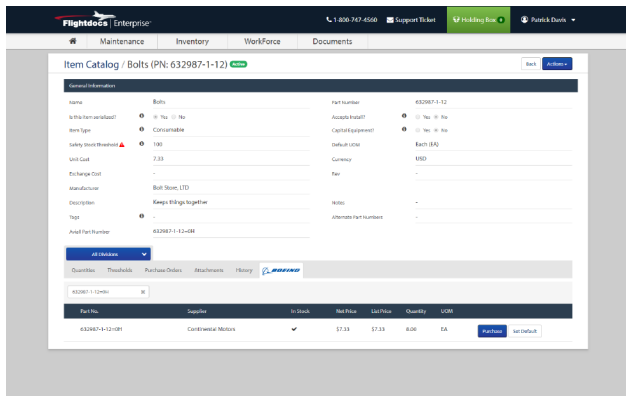 Flightdocs Enterprise 1-800-747-4560 Support Ticket Holding Box 0 Patrick Davis
Maintenance Inventory WorkForce Documents
Item Catalog / Bolts (PN: 632987-1-12) Active Back Actions
General Information
Name Bolts Part Number 632987-1-12
Is this item serialized? Yes No Accepts Install? Yes No
Item Type Consumable Capital Equipment? Yes No
Safety Stock Threshold 100 Default UOM Each (EA)
Unit Cost 7.33 Currency USD
Exchange Cost - Rev -
Manufacturer Bolt Store, LTD
Description Keeps things together Notes -
Tags - Alternate Part Numbers -
Aviall Part Number 632987-1-12=0H
All Divisions
Quantities Thresholds Purchase Orders Attachments History BOEING
632987-1-12=0H
Part No. Supplier In Stock Net Price List Price Quantity UOM
632987-1-12=0H Continental Motors $7.33 $7.33 8.00 EA Purchase Set Default